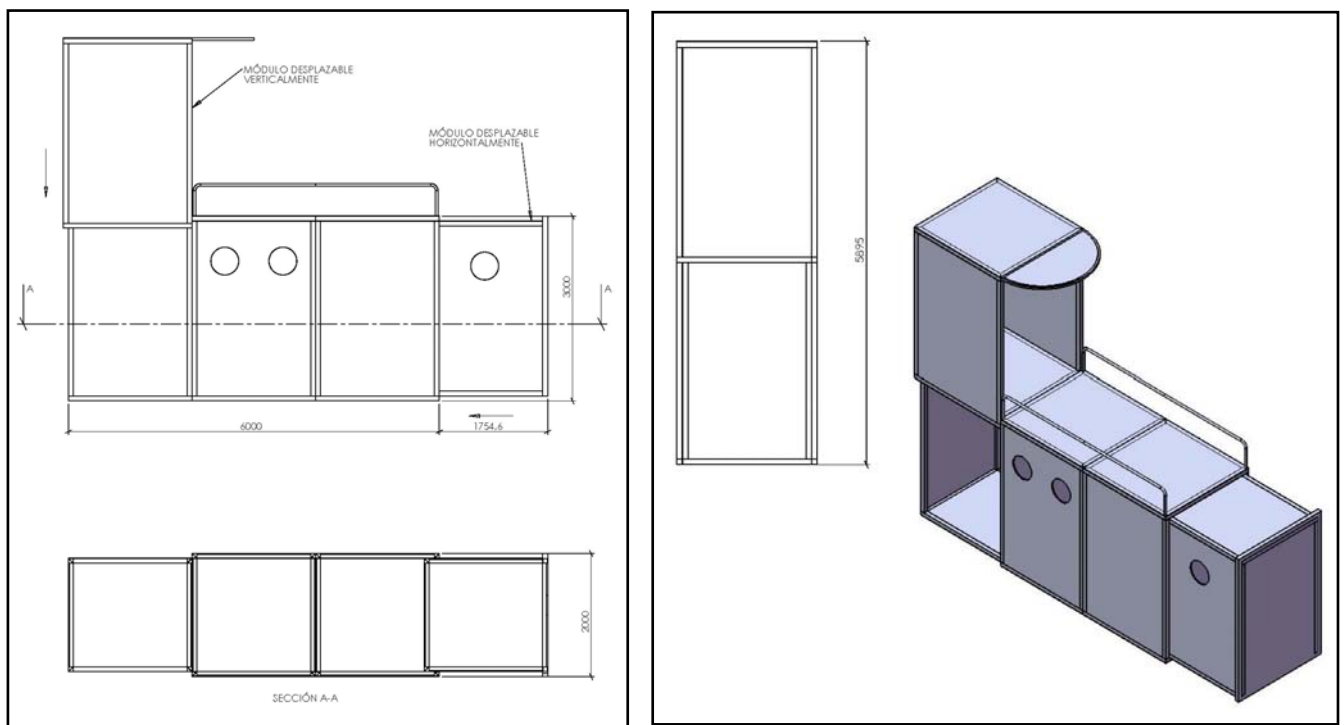 MÓDULO DESPLAZABLE
VERTICALMENTE
MÓDULO DESPLAZABLE
HORIZONTALMENTE
A
A
3000
6000
1754,6
2000
SECCIÓN A-A
5895